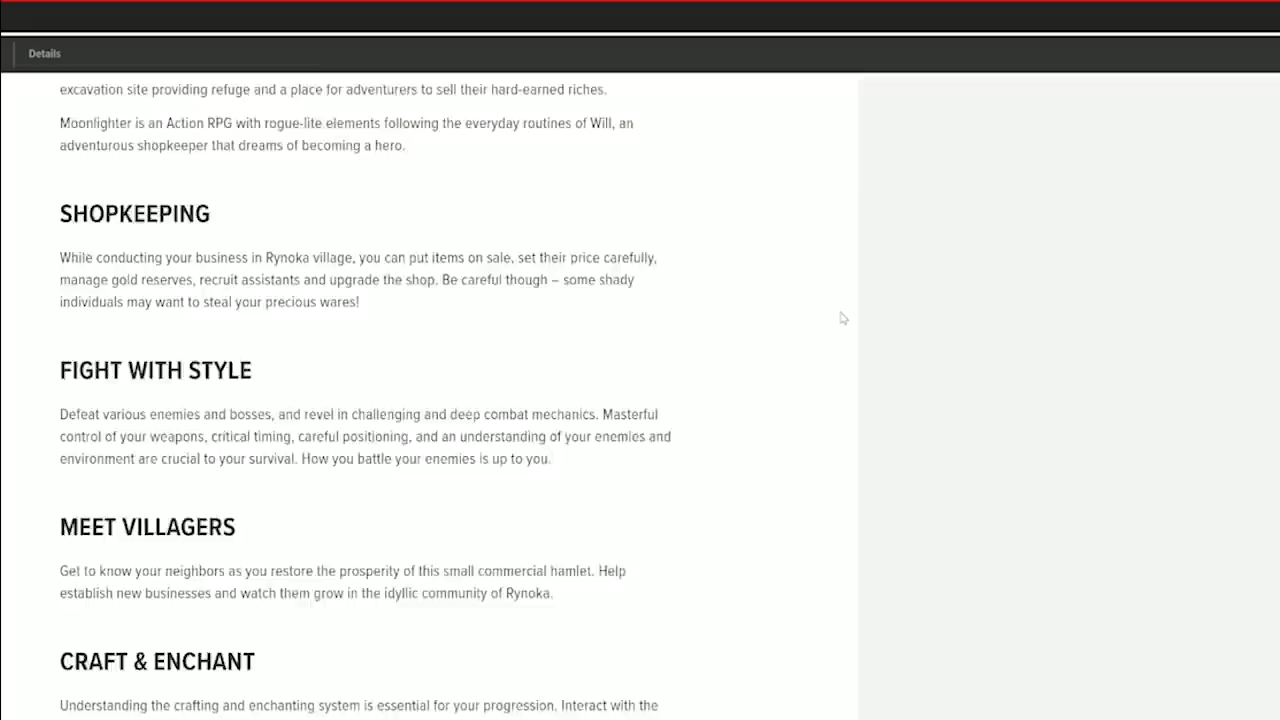 Details
excavation site providing refuge and a place for adventurers to sell their hard-earned riches.
Moonlighter is an Action RPG with rogue-lite elements following the everyday routines of Will, an
adventurous shopkeeper that dreams of becoming a hero.
SHOPKEEPING
While conducting your business in Rynoka village, you can put items on sale, set their price carefully,
manage gold reserves, recruit assistants and upgrade the shop. Be careful though – some shady
individuals may want to steal your precious wares!
FIGHT WITH STYLE
Defeat various enemies and bosses, and revel in challenging and deep combat mechanics. Masterful
control of your weapons, critical timing, careful positioning, and an understanding of your enemies and
environment are crucial to your survival. How you battle your enemies is up to you.
MEET VILLAGERS
Get to know your neighbors as you restore the prosperity of this small commercial hamlet. Help
establish new businesses and watch them grow in the idyllic community of Rynoka.
CRAFT & ENCHANT
Understanding the crafting and enchanting system is essential for your progression. Interact with the